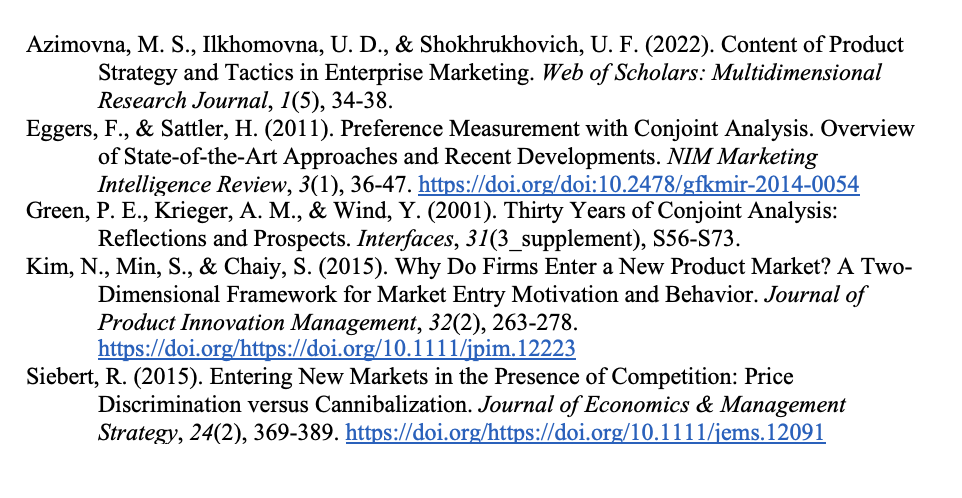 Azimovna, M. S., Ilkhomovna, U. D., & Shokhrukhovich, U. F. (2022). Content of Product
Strategy and Tactics in Enterprise Marketing. Web of Scholars: Multidimensional
Research Journal, 1(5), 34-38.
Eggers, F., & Sattler, H. (2011). Preference Measurement with Conjoint Analysis. Overview
of State-of-the-Art Approaches and Recent Developments. NIM Marketing
Intelligence Review, 3(1), 36-47. https://doi.org/doi:10.2478/gfkmir-2014-0054
Green, P. E., Krieger, A. M., & Wind, Y. (2001). Thirty Years of Conjoint Analysis:
Reflections and Prospects. Interfaces, 31(3_supplement), S56-S73.
Kim, N., Min, S., & Chaiy, S. (2015). Why Do Firms Enter a New Product Market? A Two-
Dimensional Framework for Market Entry Motivation and Behavior. Journal of
Product Innovation Management, 32(2), 263-278.
https://doi.org/https://doi.org/10.1111/jpim.12223
Siebert, R. (2015). Entering New Markets in the Presence of Competition: Price
Discrimination versus Cannibalization. Journal of Economics & Management
Strategy, 24(2), 369-389. https://doi.org/https://doi.org/10.1111/jems.12091